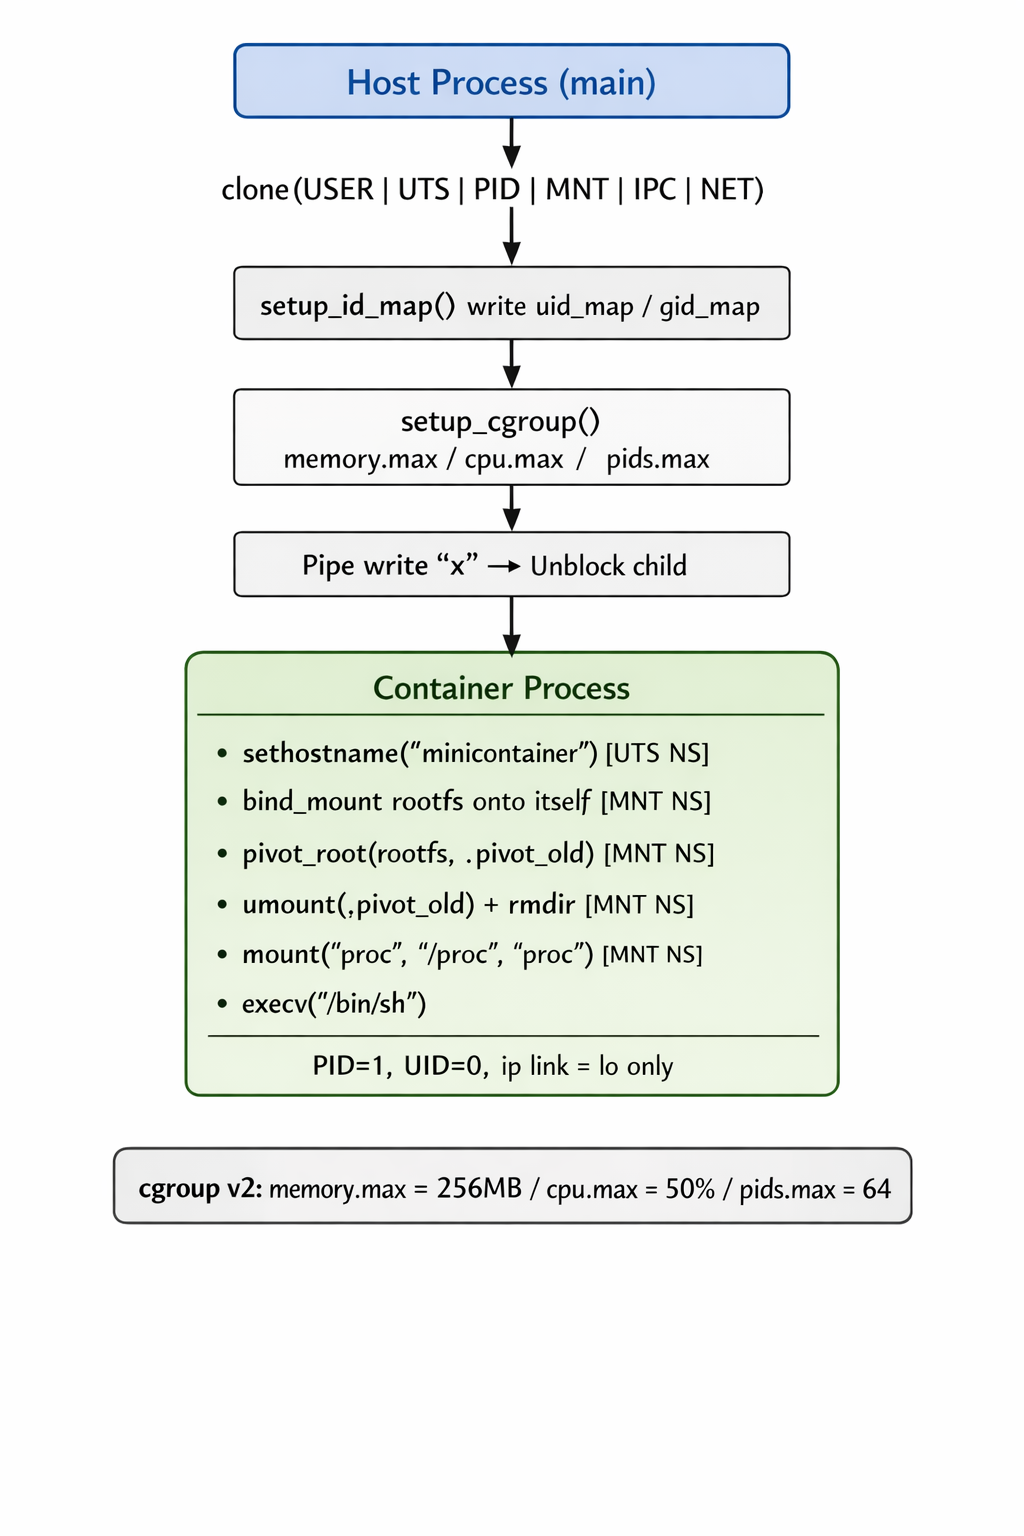 Host Process (main)
clone(USER | UTS | PID | MNT | IPC | NET)
setup_id_map() write uid_map / gid_map
setup_cgroup()
memory.max / cpu.max / pids.max
Pipe write “x” → Unblock child
Container Process
• sethostname(“minicontainer”) [UTS NS]
• bind_mount rootfs onto itself [MNT NS]
• pivot_root(rootfs, .pivot_old) [MNT NS]
• umount(,pivot_old) + rmdir [MNT NS]
• mount(“proc”, “/proc”, “proc”) [MNT NS]
• execv(“/bin/sh”)
PID=1, UID=0, ip link = lo only
cgroup v2: memory.max = 256MB / cpu.max = 50% / pids.max = 64